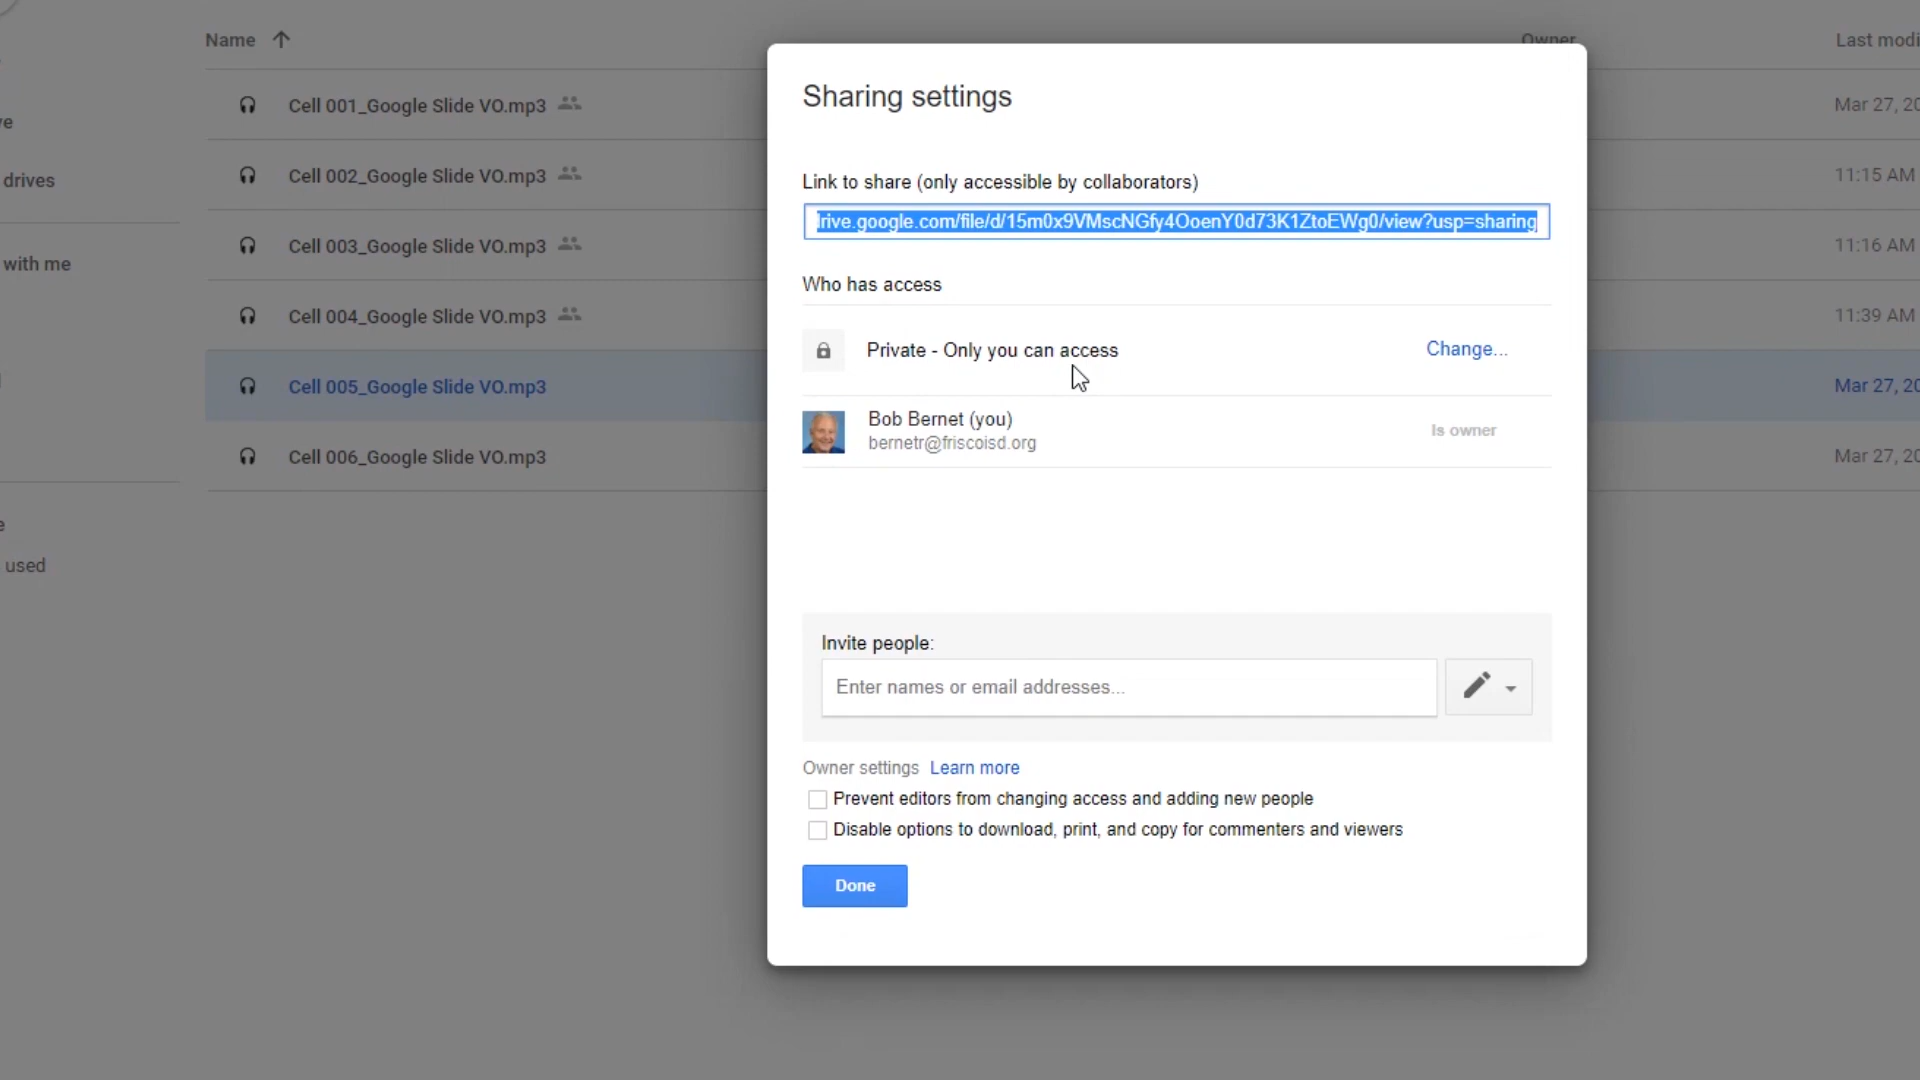 Name
Owner
Last modi
Cell 001_Google Slide VO.mp3
Mar 27, 20
ve
Cell 002_Google Slide VO.mp3
11:15 AM
drives
Cell 003_Google Slide VO.mp3
11:16 AM
with me
Cell 004_Google Slide VO.mp3
11:39 AM
Cell 005_Google Slide VO.mp3
Mar 27, 20
Cell 006_Google Slide VO.mp3
Mar 27, 20
e
used
Sharing settings
Link to share (only accessible by collaborators)
drive.google.com/file/d/15m0x9VMscNGfy4OoenY0d73K1ZtoEWg0/view?usp=sharing
Who has access
Private - Only you can access
Change...
Bob Bernet (you)
bernetr@friscoisd.org
Is owner
Invite people:
Enter names or email addresses...
Owner settings Learn more
Prevent editors from changing access and adding new people
Disable options to download, print, and copy for commenters and viewers
Done